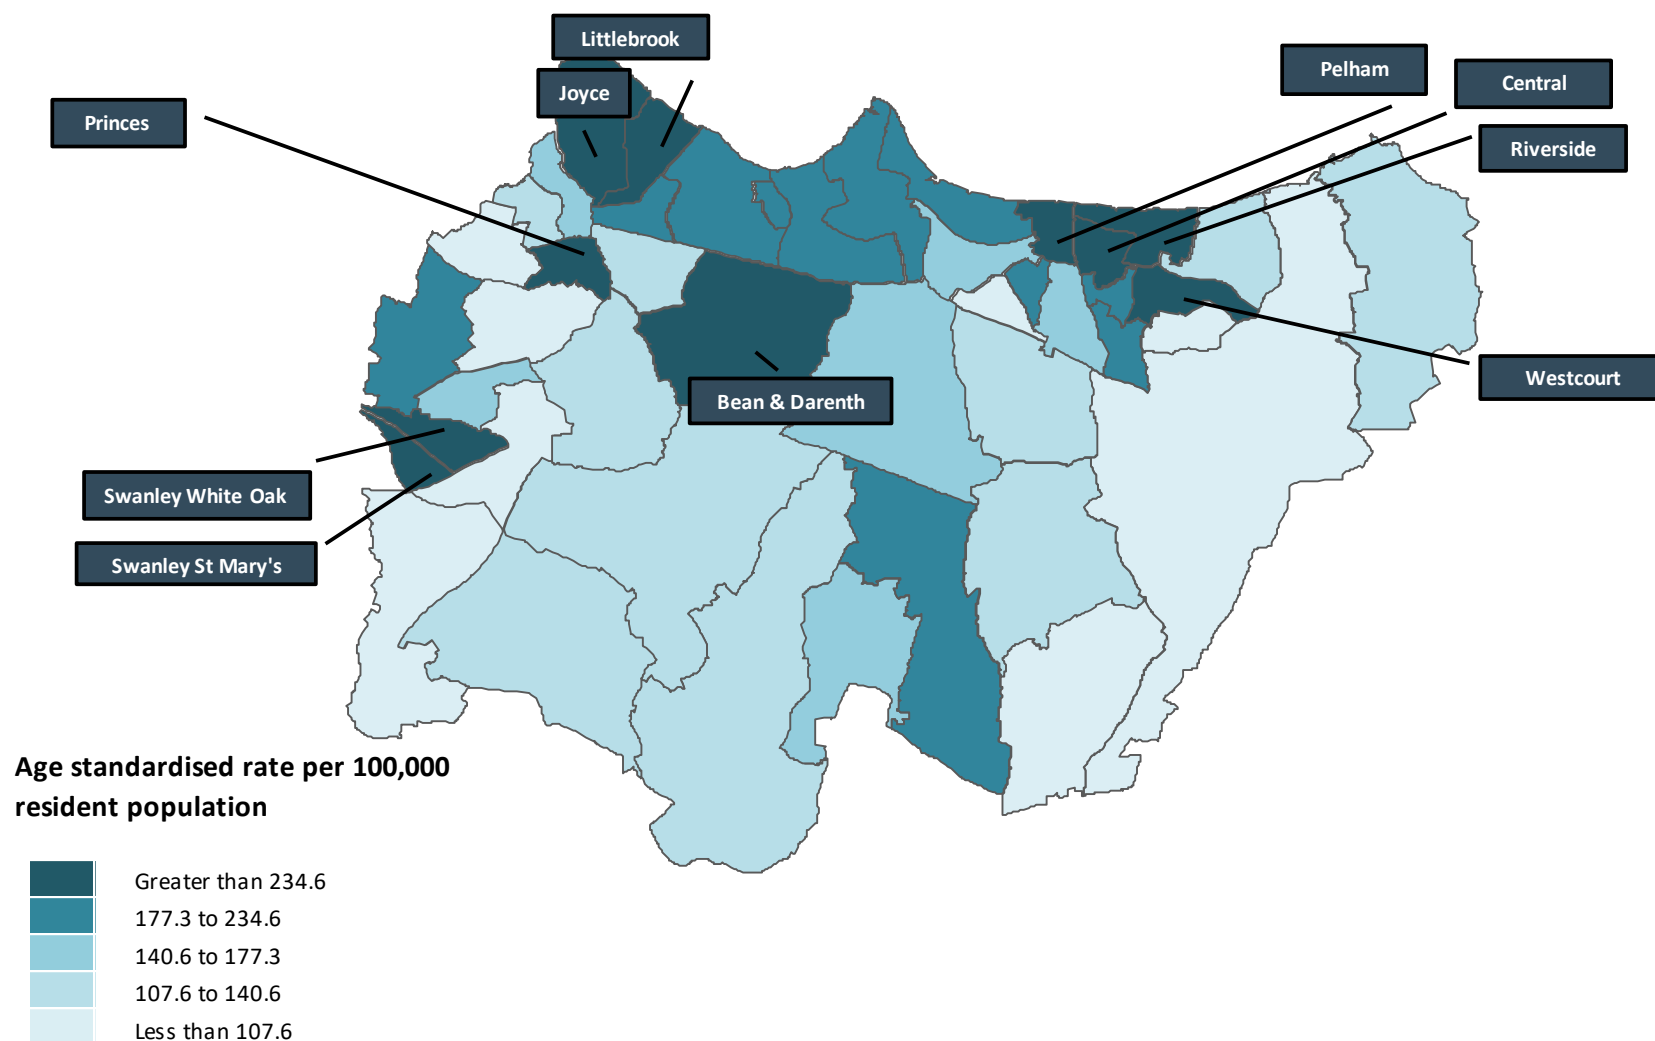 Littlebrook
Joyce
Princes
Pelham
Central
Riverside
Westcourt
Bean & Darenth
Swanley White Oak
Swanley St Mary's
Age standardised rate per 100,000
resident population
Greater than 234.6
177.3 to 234.6
140.6 to 177.3
107.6 to 140.6
Less than 107.6